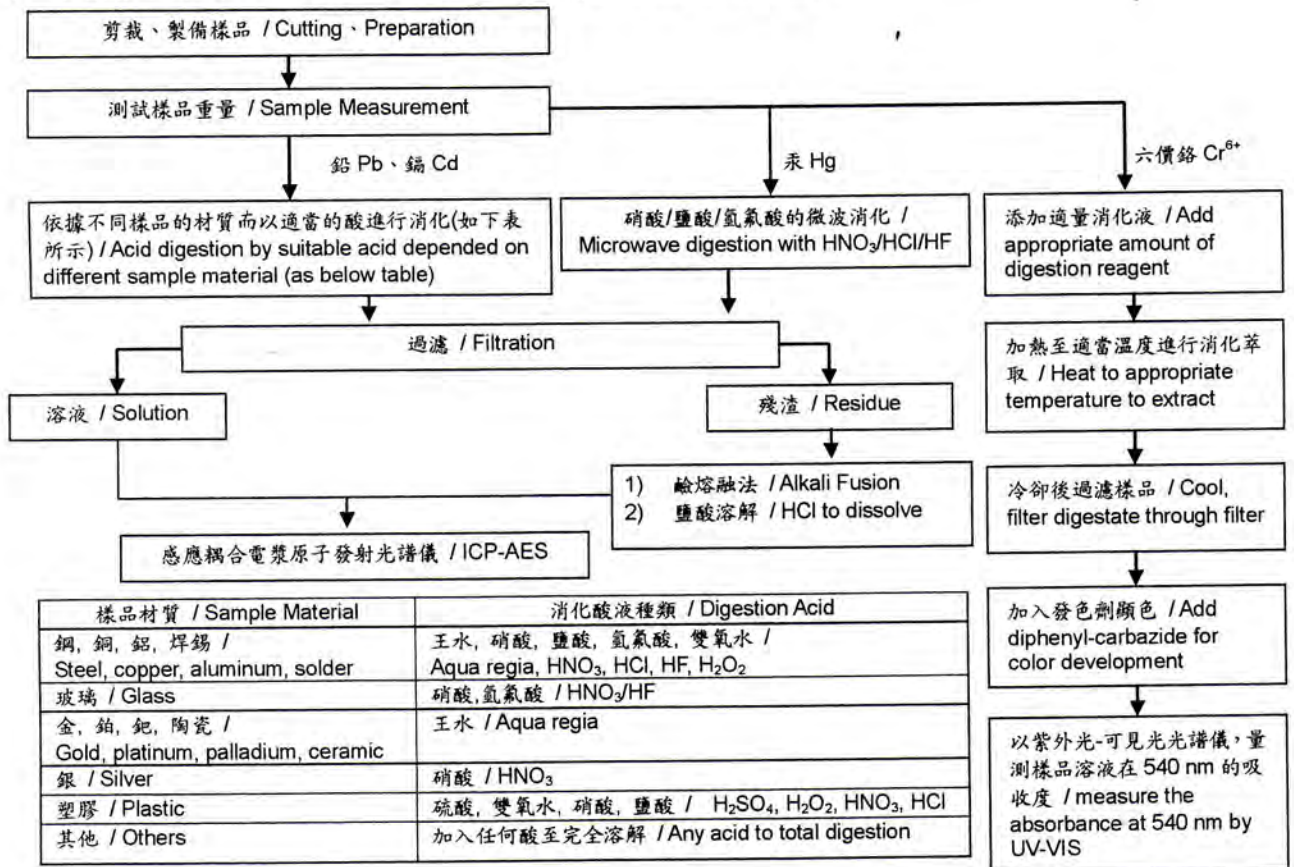 剪裁、製備樣品 / Cutting、Preparation
測試樣品重量 / Sample Measurement
鉛 Pb、鎘 Cd
汞 Hg
六價鉻 Cr⁶⁺
依據不同樣品的材質而以適當的酸進行消化(如下表
所示) / Acid digestion by suitable acid depended on
different sample material (as below table)
硝酸/鹽酸/氫氟酸的微波消化 /
Microwave digestion with HNO₃/HCl/HF
添加適量消化液 / Add
appropriate amount of
digestion reagent
過濾 / Filtration
加熱至適當溫度進行消化萃
取 / Heat to appropriate
temperature to extract
溶液 / Solution
殘渣 / Residue
1) 鹼熔融法 / Alkali Fusion
2) 鹽酸溶解 / HCl to dissolve
冷卻後過濾樣品 / Cool,
filter digestate through filter
感應耦合電漿原子發射光譜儀 / ICP-AES
加入發色劑顯色 / Add
diphenyl-carbazide for
color development
以紫外光-可見光光譜儀,量
測樣品溶液在 540 nm 的吸
收度 / measure the
absorbance at 540 nm by
UV-VIS
樣品材質 / Sample Material 消化酸液種類 / Digestion Acid
鋼, 銅, 鋁, 焊錫 /
Steel, copper, aluminum, solder
王水, 硝酸, 鹽酸, 氫氟酸, 雙氧水 /
Aqua regia, HNO₃, HCl, HF, H₂O₂
玻璃 / Glass 硝酸,氫氟酸 / HNO₃/HF
金, 鉑, 鈀, 陶瓷 /
Gold, platinum, palladium, ceramic
王水 / Aqua regia
銀 / Silver 硝酸 / HNO₃
塑膠 / Plastic 硫酸, 雙氧水, 硝酸, 鹽酸 / H₂SO₄, H₂O₂, HNO₃, HCl
其他 / Others 加入任何酸至完全溶解 / Any acid to total digestion